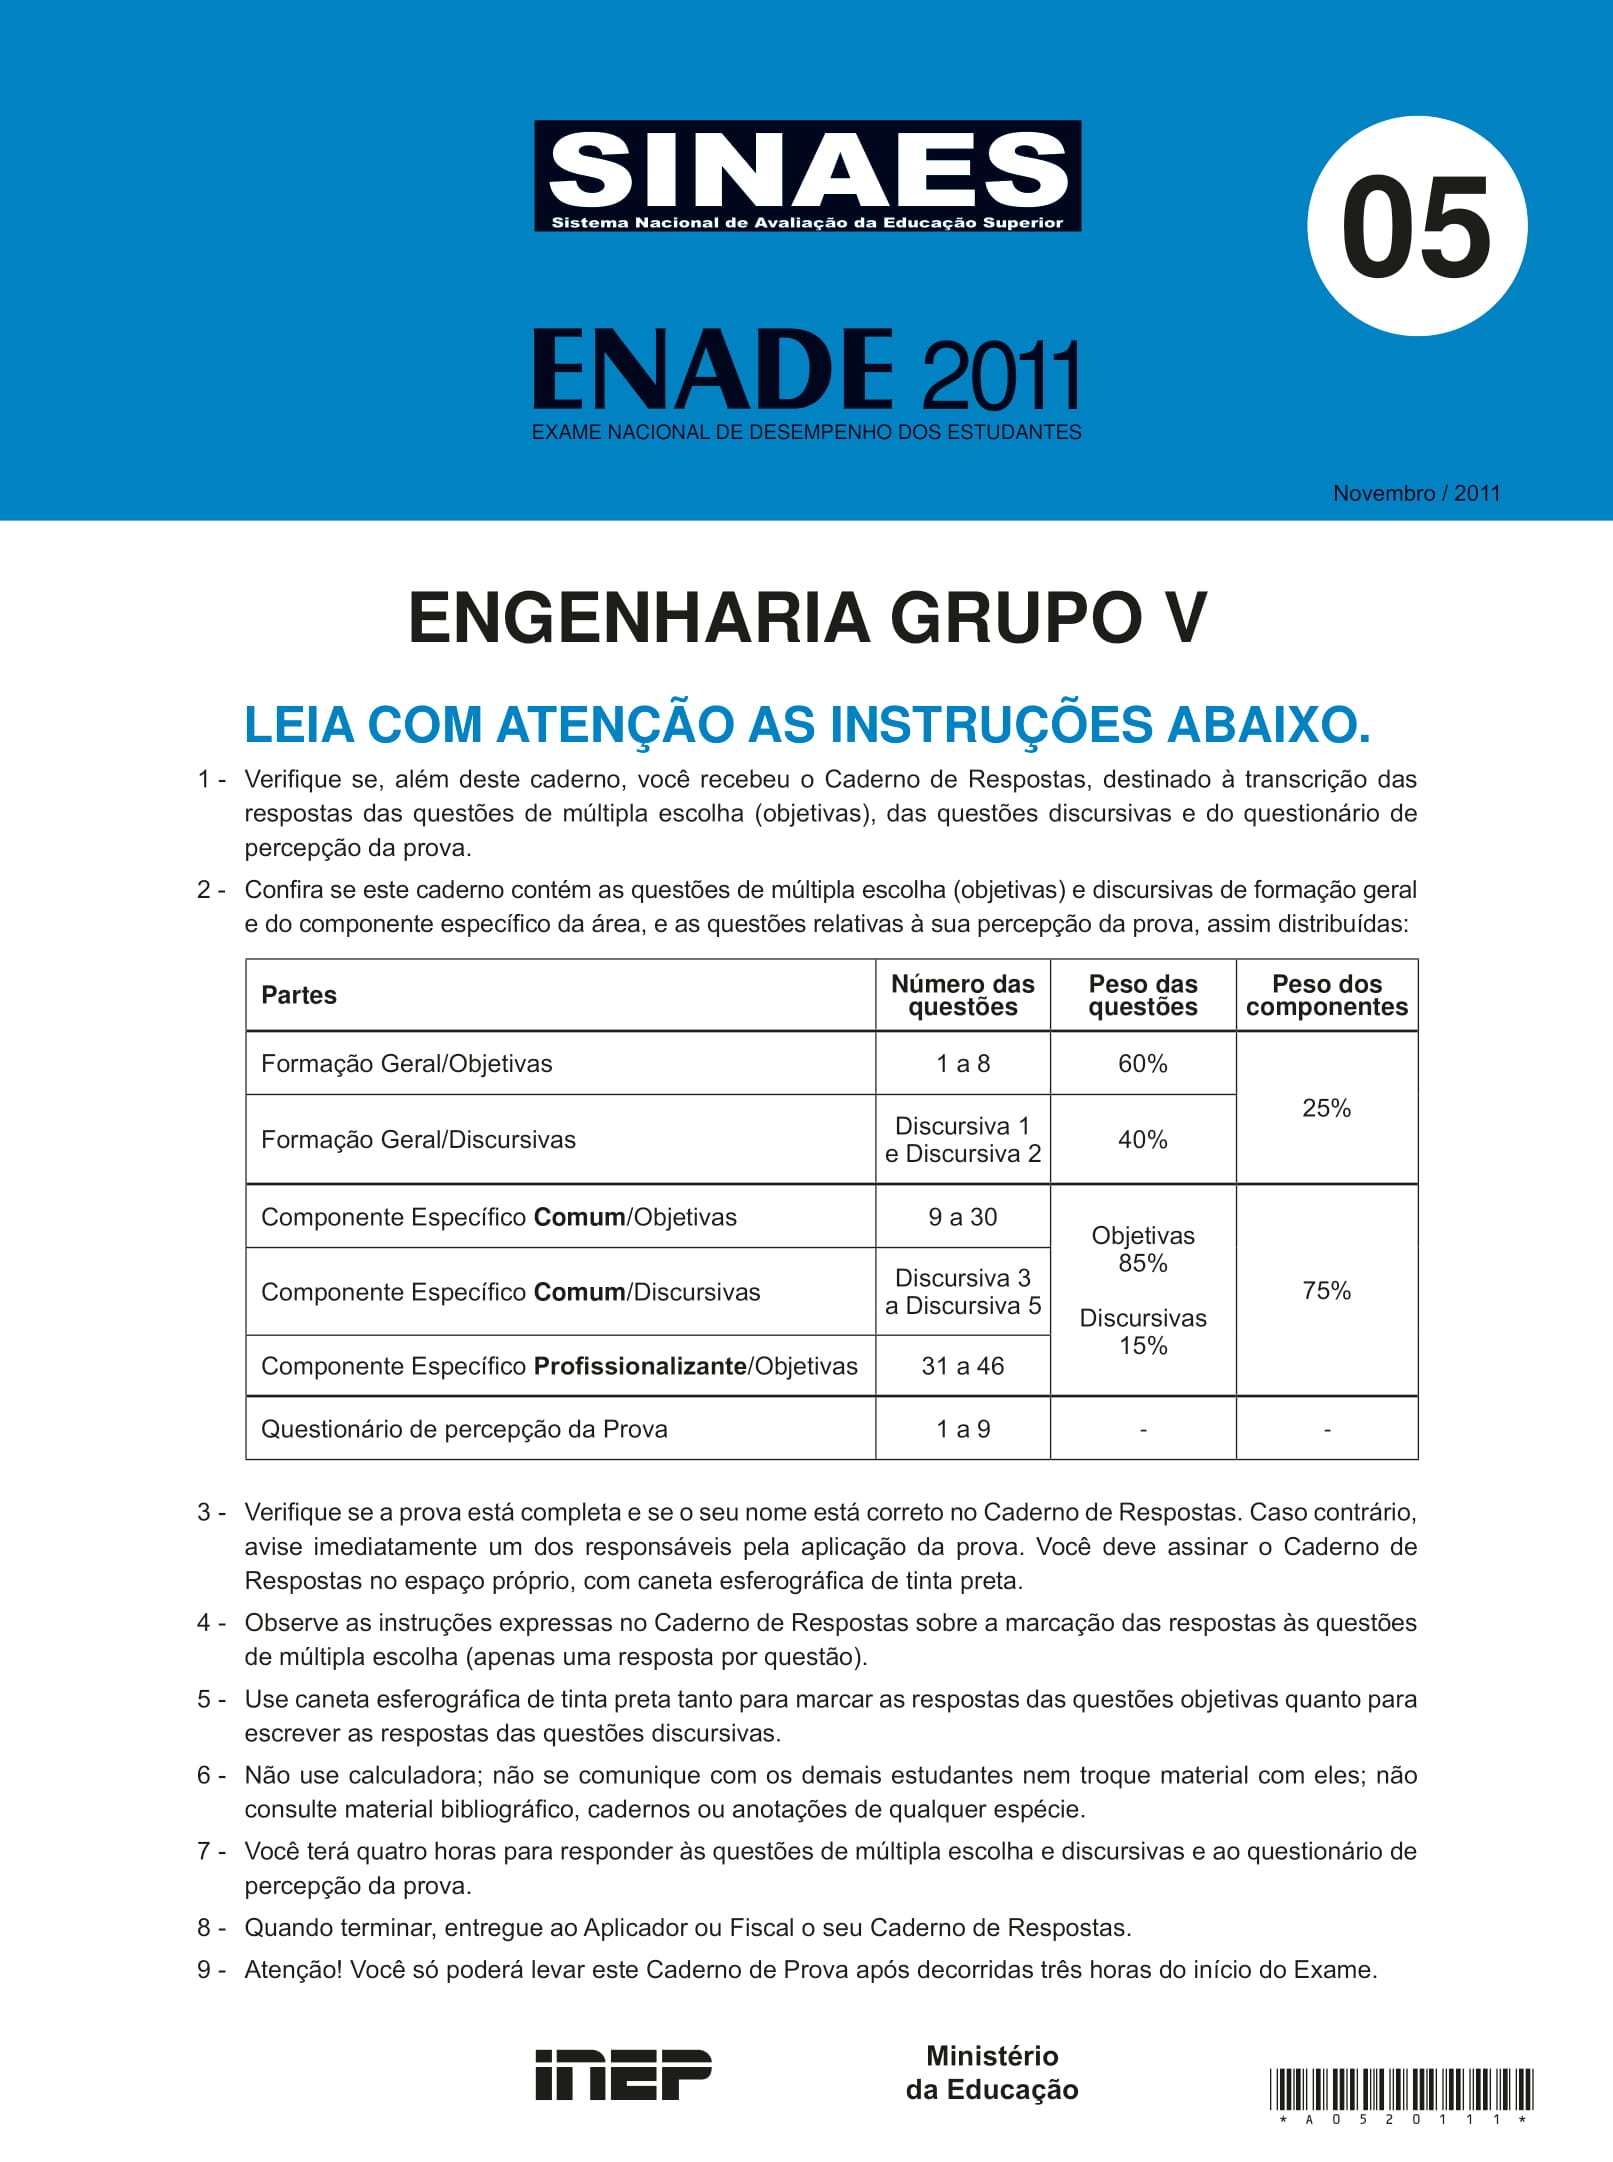 SINAES
Sistema Nacional de Avaliação da Educação Superior
05
ENADE 2011
EXAME NACIONAL DE DESEMPENHO DOS ESTUDANTES
Novembro / 2011
ENGENHARIA GRUPO V
LEIA COM ATENÇÃO AS INSTRUÇÕES ABAIXO.
1 - Verifique se, além deste caderno, você recebeu o Caderno de Respostas, destinado à transcrição das
respostas das questões de múltipla escolha (objetivas), das questões discursivas e do questionário de
percepção da prova.
2 - Confira se este caderno contém as questões de múltipla escolha (objetivas) e discursivas de formação geral
e do componente específico da área, e as questões relativas à sua percepção da prova, assim distribuídas:
Partes
Número das
questões
Peso das
questões
Peso dos
componentes
Formação Geral/Objetivas
1 a 8
60%
25%
Formação Geral/Discursivas
Discursiva 1
e Discursiva 2
40%
Componente Específico Comum/Objetivas
9 a 30
Objetivas
85%
Discursivas
15%
75%
Componente Específico Comum/Discursivas
Discursiva 3
a Discursiva 5
Componente Específico Profissionalizante/Objetivas
31 a 46
Questionário de percepção da Prova
1 a 9
-
-
3 - Verifique se a prova está completa e se o seu nome está correto no Caderno de Respostas. Caso contrário,
avise imediatamente um dos responsáveis pela aplicação da prova. Você deve assinar o Caderno de
Respostas no espaço próprio, com caneta esferográfica de tinta preta.
4 - Observe as instruções expressas no Caderno de Respostas sobre a marcação das respostas às questões
de múltipla escolha (apenas uma resposta por questão).
5 - Use caneta esferográfica de tinta preta tanto para marcar as respostas das questões objetivas quanto para
escrever as respostas das questões discursivas.
6 - Não use calculadora; não se comunique com os demais estudantes nem troque material com eles; não
consulte material bibliográfico, cadernos ou anotações de qualquer espécie.
7 - Você terá quatro horas para responder às questões de múltipla escolha e discursivas e ao questionário de
percepção da prova.
8 - Quando terminar, entregue ao Aplicador ou Fiscal o seu Caderno de Respostas.
9 - Atenção! Você só poderá levar este Caderno de Prova após decorridas três horas do início do Exame.
INEP
Ministério
da Educação
* A 0 5 2 0 1 1 1 *